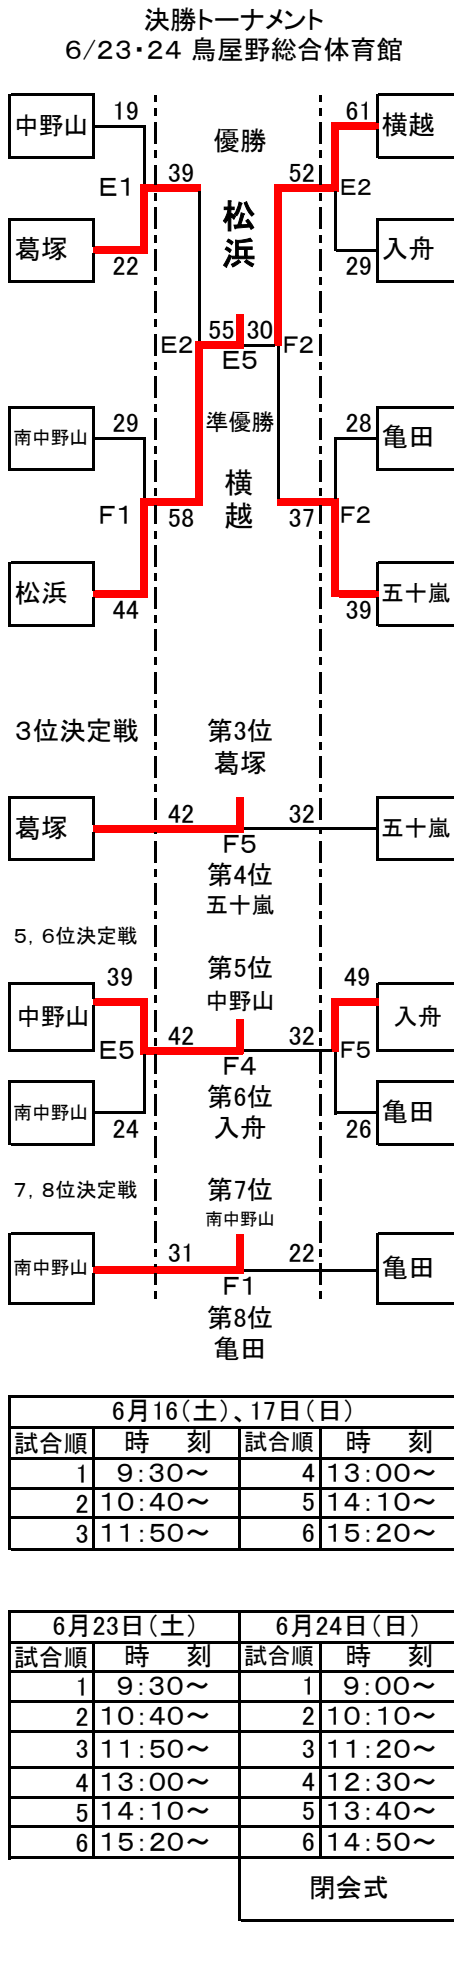 決勝トーナメント
6/23・24 鳥屋野総合体育館
中野山 19 優勝 61 横越
E1 39 52 E2
松浜
葛塚 22 29 入舟
E2 55 30 F2
E5
南中野山 29 準優勝 28 亀田
横越
F1 58 37 F2
松浜 44 39 五十嵐
3位決定戦 第3位
葛塚
葛塚 42 32 五十嵐
F5
第4位
五十嵐
5，6位決定戦
39 第5位 49
中野山 中野山 入舟
E5 42 32 F5
F4
南中野山 24 第6位 26 亀田
入舟
7，8位決定戦 第7位
南中野山
南中野山 31 22 亀田
F1
第8位
亀田
6月16（土）、17日（日）
試合順 時 刻 試合順 時 刻
1 9：30～ 4 13：00～
2 10：40～ 5 14：10～
3 11：50～ 6 15：20～
6月23日（土） 6月24日（日）
試合順 時 刻 試合順 時 刻
1 9：30～ 1 9：00～
2 10：40～ 2 10：10～
3 11：50～ 3 11：20～
4 13：00～ 4 12：30～
5 14：10～ 5 13：40～
6 15：20～ 6 14：50～
閉会式